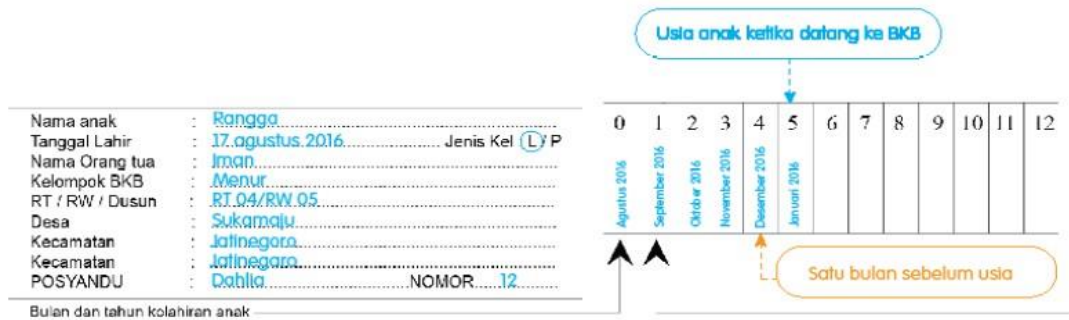 Usia anak ketika datang ke BKB
Nama anak : Rangga
Tanggal Lahir : 17 agustus 2016 Jenis Kel L / P
Nama Orang tua : Iman
Kelompok BKB : Menur
RT / RW / Dusun : RT 04/RW 05
Desa : Sukamaju
Kecamatan : Jatinegara
Kecamatan : Jatinegara
POSYANDU : Dahlia NOMOR 12
Bulan dan tahun kolahiran anak
0 1 2 3 4 5 6 7 8 9 10 11 12
Agustus 2016
September 2016
Oktober 2016
November 2016
Desember 2016
Januari 2016
Satu bulan sebelum usia